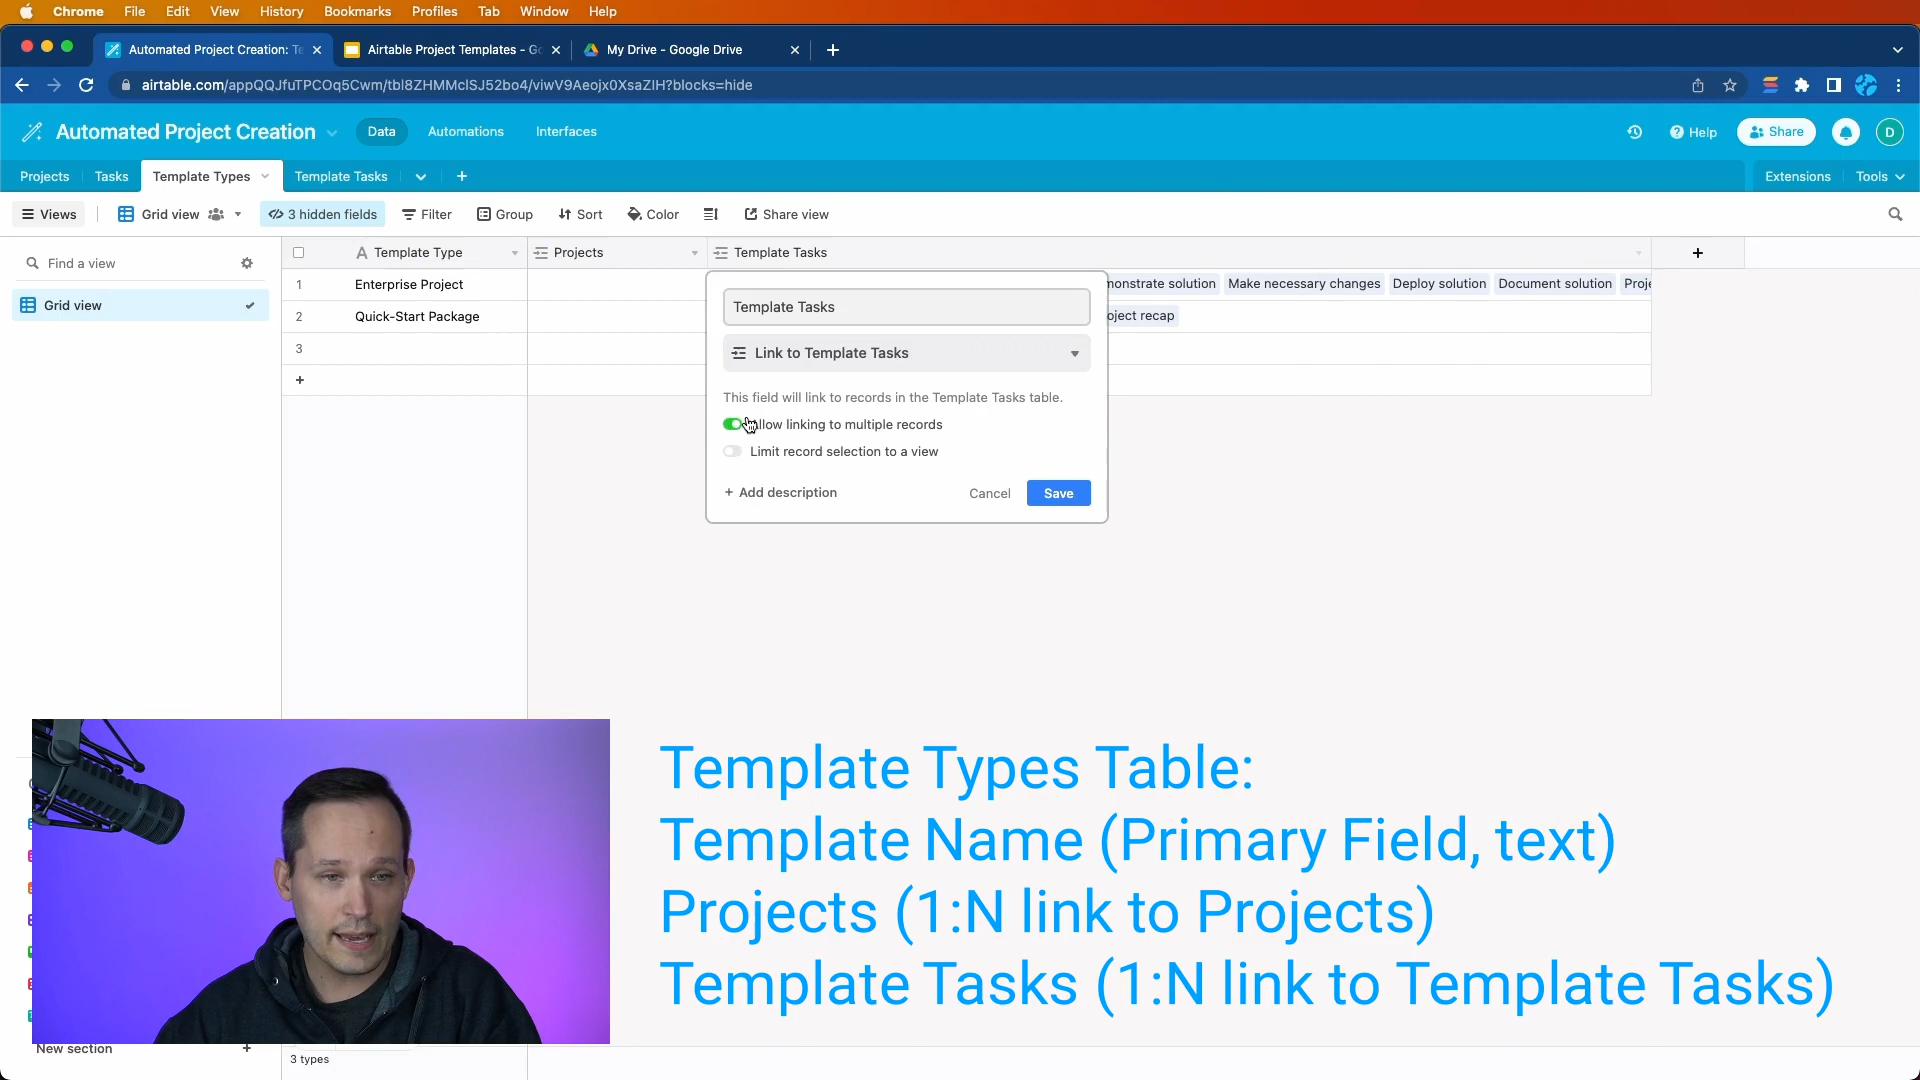 Chrome File Edit View History Bookmarks Profiles Tab Window Help
Automated Project Creation: Te
Airtable Project Templates - Go
My Drive - Google Drive
airtable.com/appQQJfuTPCOq5Cwm/tbl8ZHMMcISJ52bo4/viwV9Aeojx0XsaZlH?blocks=hide
Automated Project Creation
Data Automations Interfaces
Help
Share
D
Projects Tasks Template Types Template Tasks
Extensions Tools
Views
Grid view
3 hidden fields
Filter
Group
Sort
Color
Share view
Find a view
Grid view
A Template Type
Projects
Template Tasks
1 Enterprise Project
monstrate solution Make necessary changes Deploy solution Document solution Proje
2 Quick-Start Package
oject recap
3
Template Tasks
Link to Template Tasks
This field will link to records in the Template Tasks table.
llow linking to multiple records
Limit record selection to a view
+ Add description
Cancel
Save
Template Types Table:
Template Name (Primary Field, text)
Projects (1:N link to Projects)
Template Tasks (1:N link to Template Tasks)
New section
3 types